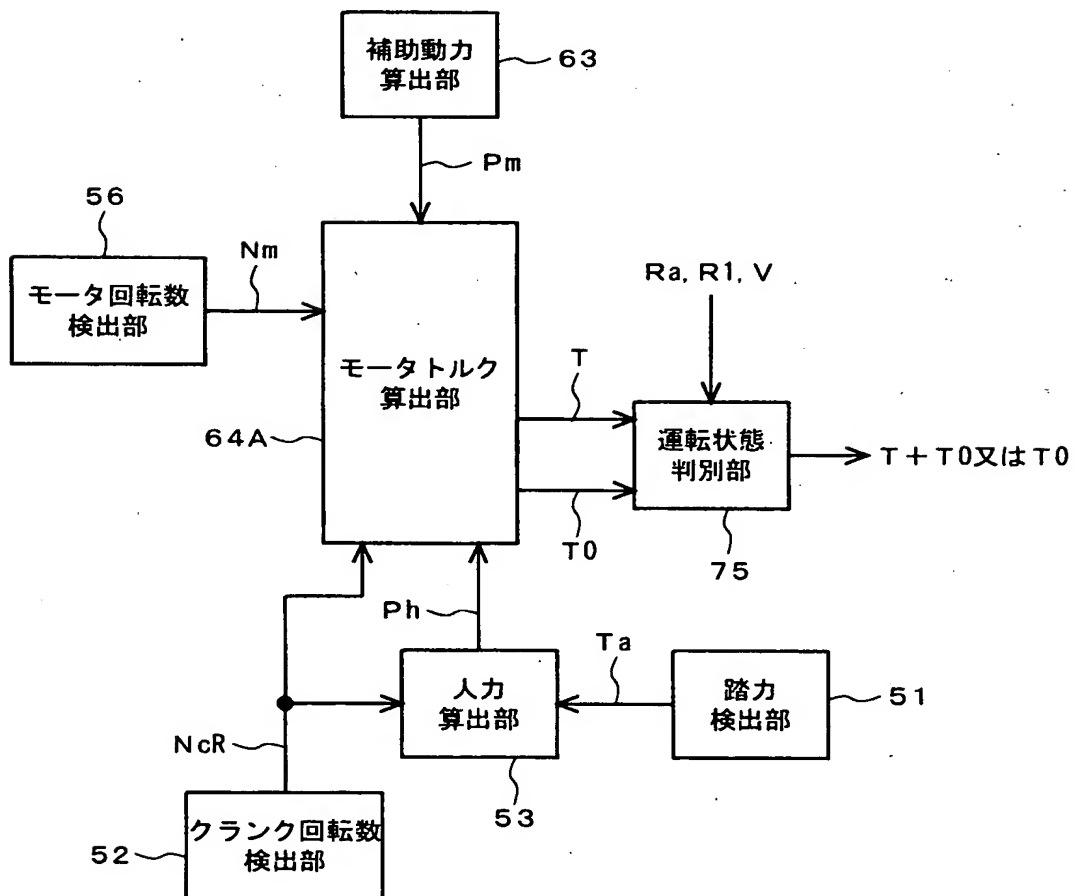 補助動力
算出部
63
Pm
56
Nm
Ra, R1, V
モータ回転数
検出部
モータトルク
算出部
T
64A
運転状態
判別部
T+T0又はT0
T0
75
Ph
Ta
人力
算出部
踏力
検出部
51
NcR
53
クランク回転数
検出部
52